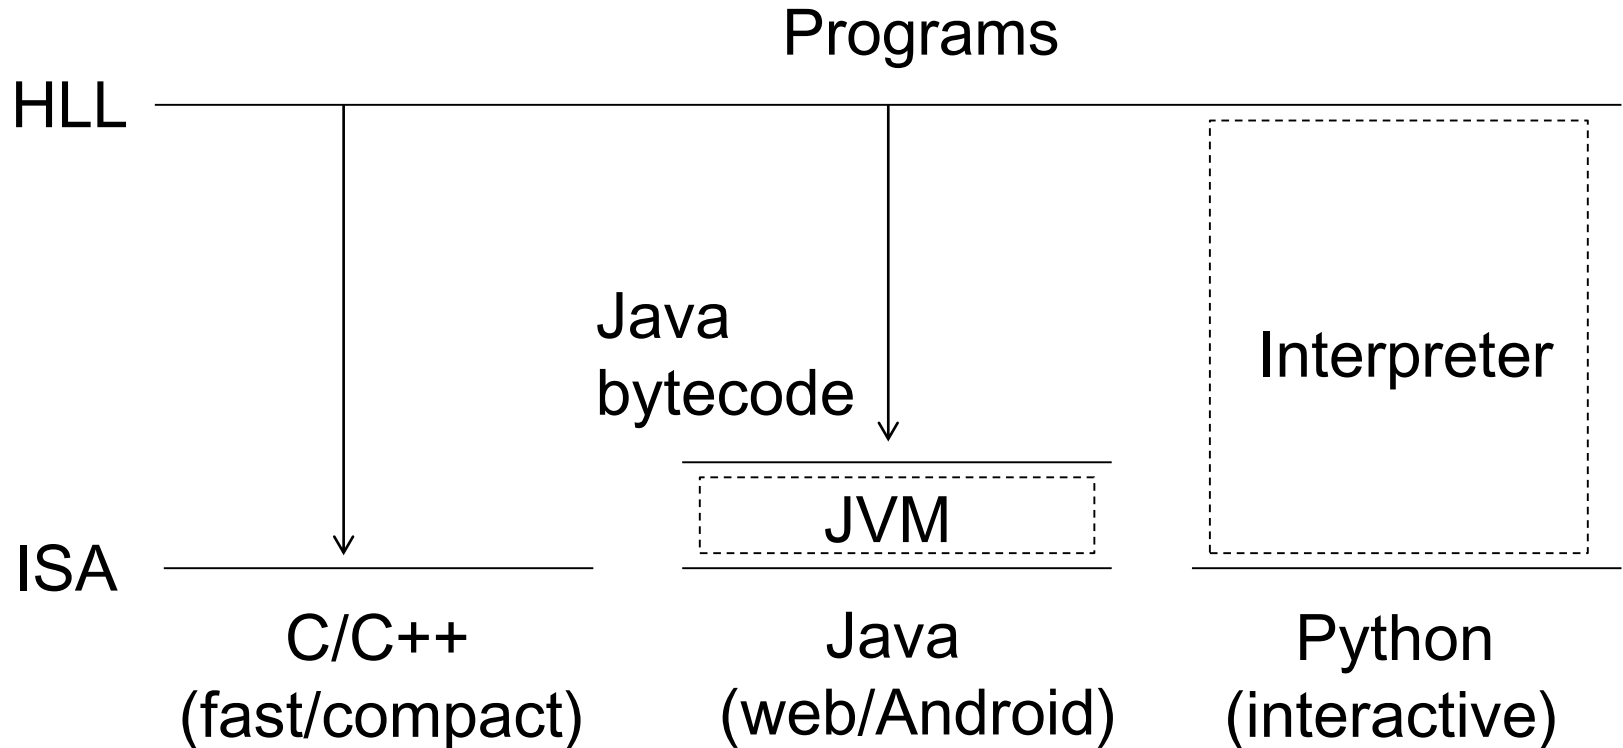 Programs
HLL
Java
bytecode
Interpreter
JVM
ISA
C/C++
(fast/compact)
Java
(web/Android)
Python
(interactive)